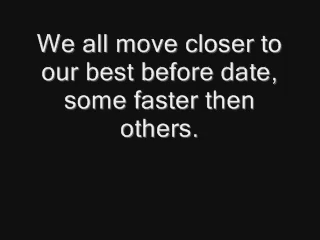 We all move closer to
our best before date,
some faster then
others.